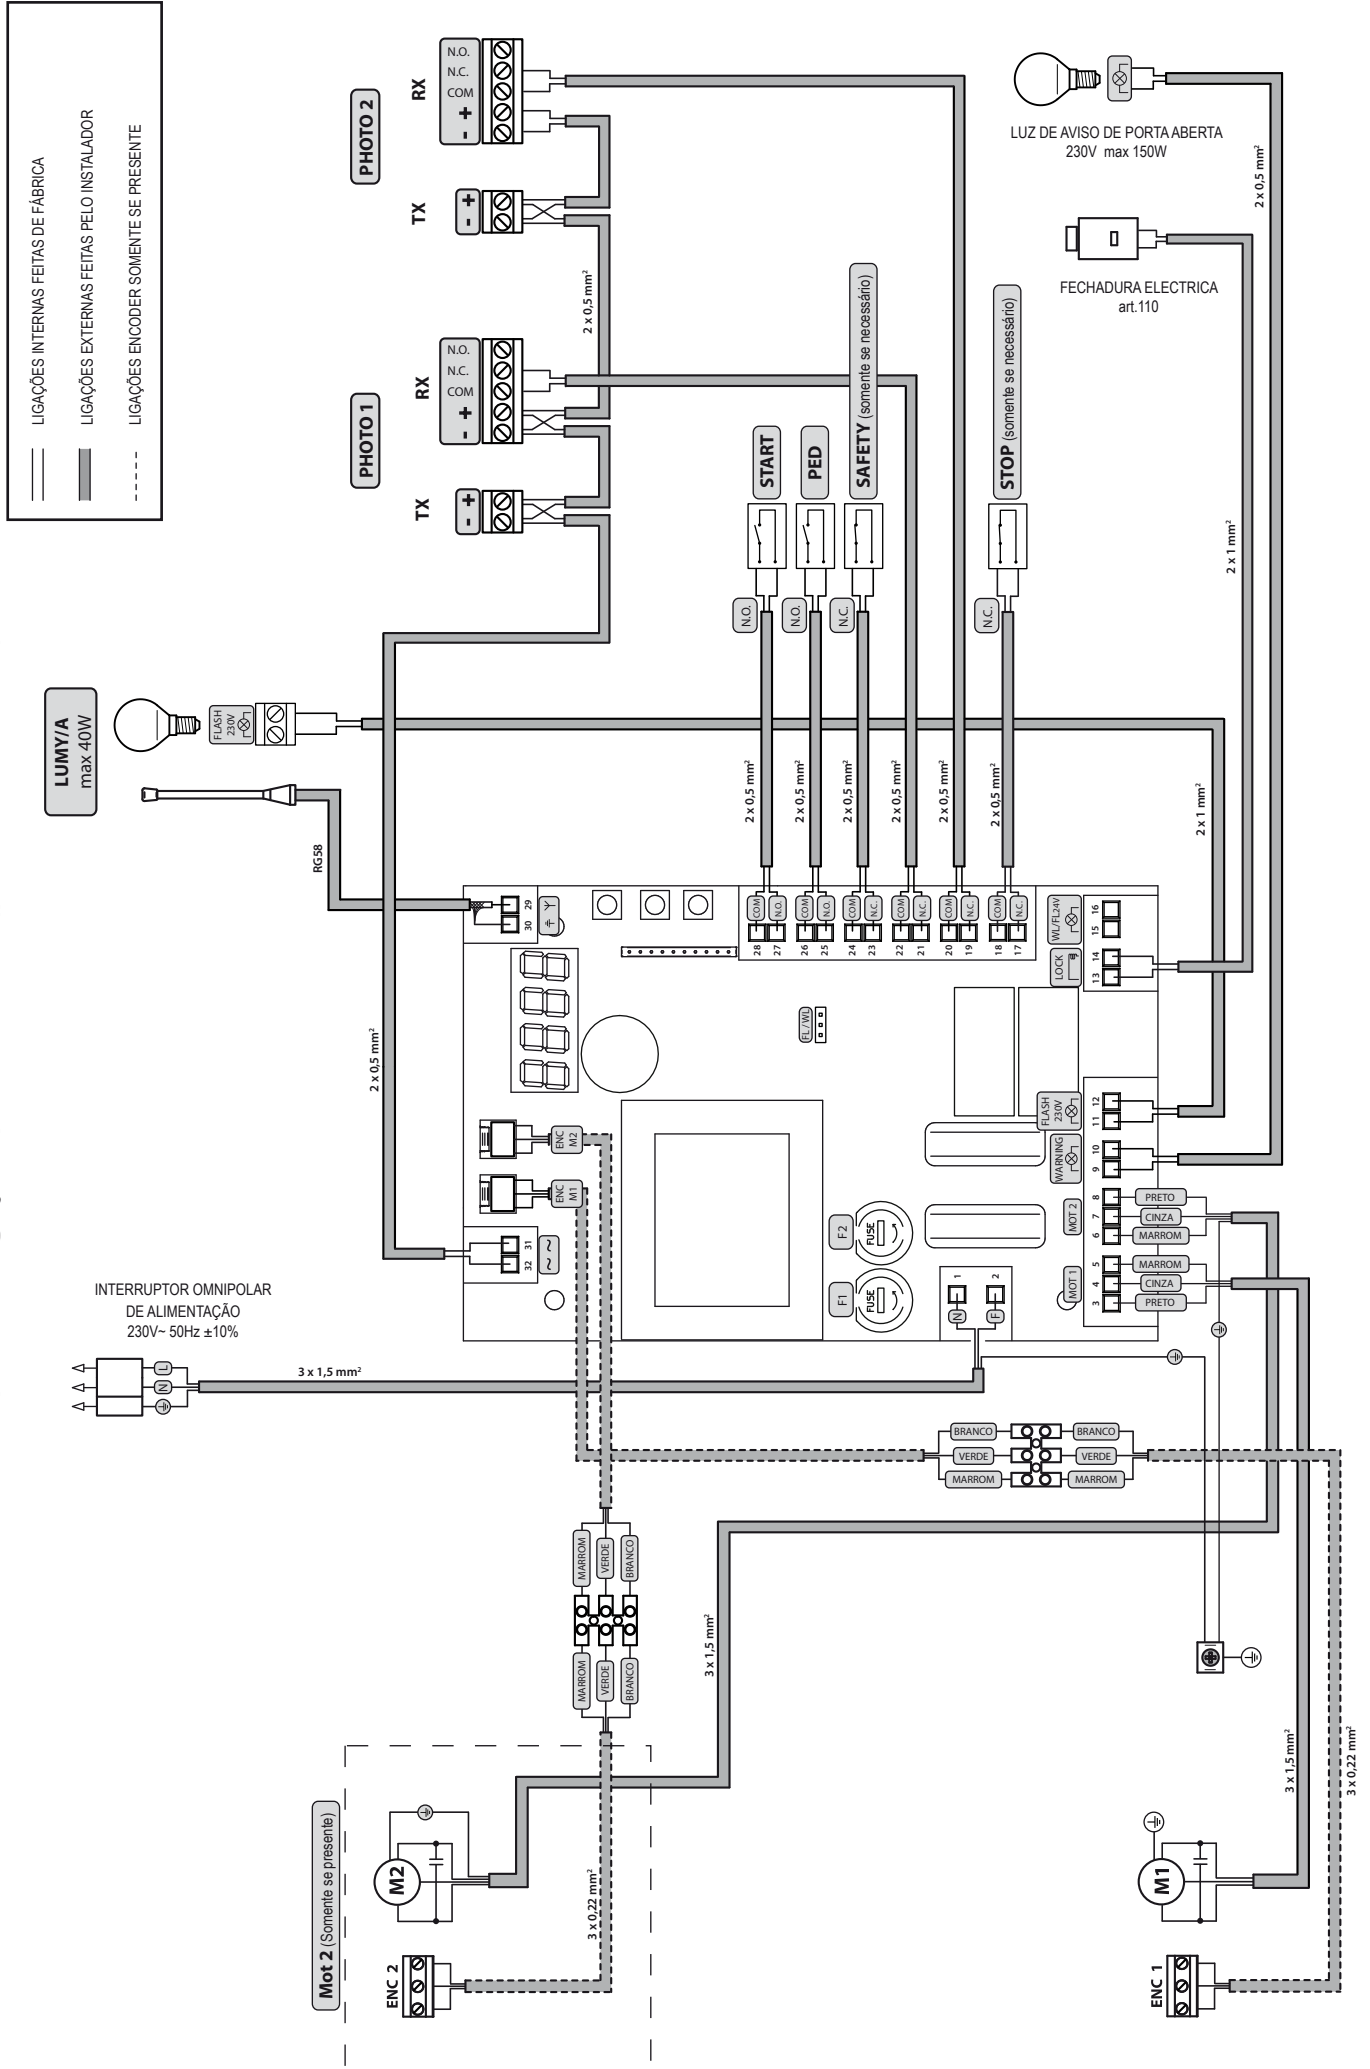 LIGAÇÕES INTERNAS FEITAS DE FÁBRICA
LIGAÇÕES EXTERNAS FEITAS PELO INSTALADOR
LIGAÇÕES ENCODER SOMENTE SE PRESENTE
PHOTO 2
RX
N.O.
N.C.
COM
+
-
TX
- +
2 x 0,5 mm²
PHOTO 1
RX
N.O.
N.C.
COM
+
-
TX
- +
LUZ DE AVISO DE PORTA ABERTA
230V max 150W
2 x 0,5 mm²
FECHADURA ELECTRICA
art.110
2 x 1 mm²
START
PED
SAFETY (somente se necessário)
STOP (somente se necessário)
N.O.
N.O.
N.C.
N.C.
LUMY/A
max 40W
FLASH
230V
RG58
2 x 0,5 mm²
2 x 0,5 mm²
2 x 0,5 mm²
2 x 0,5 mm²
2 x 0,5 mm²
2 x 0,5 mm²
2 x 1 mm²
2 x 0,5 mm²
29
30
COM
N.O.
COM
N.O.
COM
N.C.
COM
N.C.
COM
N.C.
COM
N.C.
28
27
26
25
24
23
22
21
20
19
18
17
WL/FL24V
16
15
LOCK
14
13
FL / WL
FLASH
230V
12
11
WARNING
10
9
MOT 2
8
7
6
PRETO
CINZA
MARROM
MOT 1
5
4
3
MARROM
CINZA
PRETO
ENC
M2
ENC
M1
31
32
~ ~
F2
FUSE
F1
FUSE
1
2
N
F
INTERRUPTOR OMNIPOLAR
DE ALIMENTAÇÃO
230V~ 50Hz ±10%
L
N
3 x 1,5 mm²
BRANCO
VERDE
MARROM
BRANCO
VERDE
MARROM
MARROM
VERDE
BRANCO
MARROM
VERDE
BRANCO
3 x 1,5 mm²
Mot 2 (Somente se presente)
M2
ENC 2
3 x 0,22 mm²
M1
ENC 1
3 x 1,5 mm²
3 x 0,22 mm²